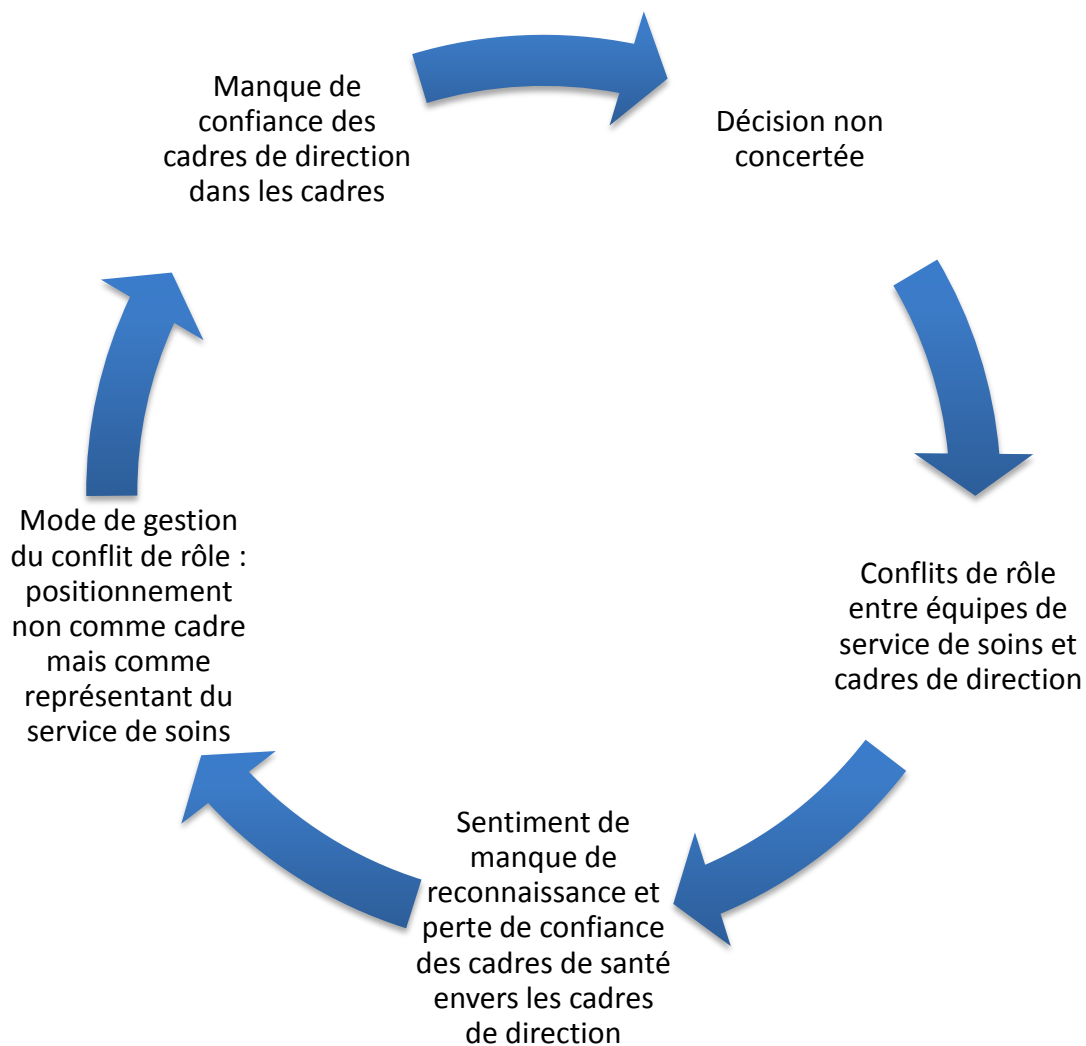 Manque de
confiance des
cadres de direction
dans les cadres
Décision non
concertée
Conflits de rôle
entre équipes de
service de soins et
cadres de direction
Sentiment de
manque de
reconnaissance et
perte de confiance
des cadres de santé
envers les cadres
de direction
Mode de gestion
du conflit de rôle :
positionnement
non comme cadre
mais comme
représentant du
service de soins